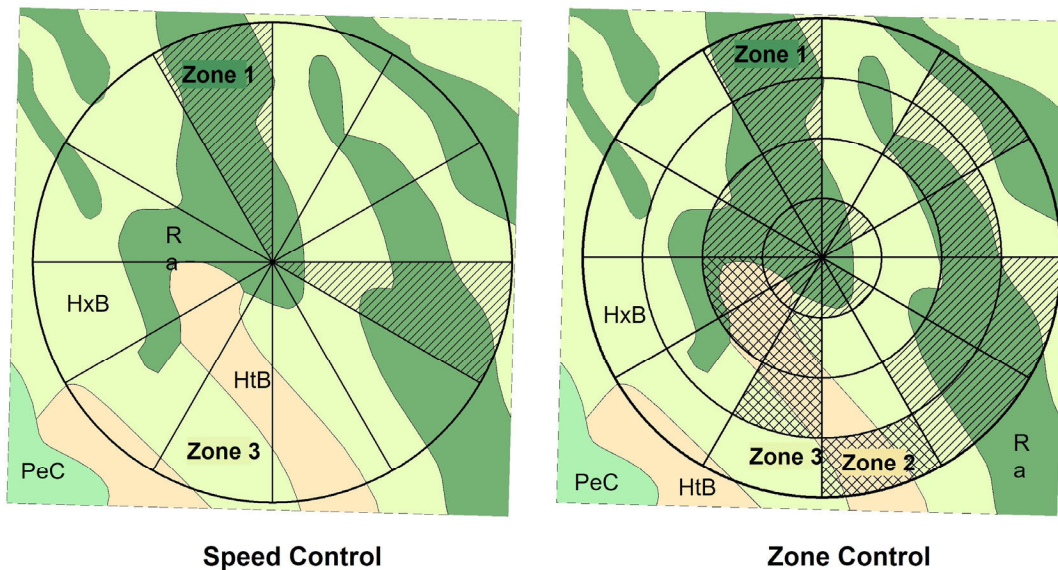 Zone 1
R
a
HxB
HtB
Zone 3
PeC
Speed Control
Zone 1
HxB
Zone 3
Zone 2
R
a
HtB
PeC
Zone Control